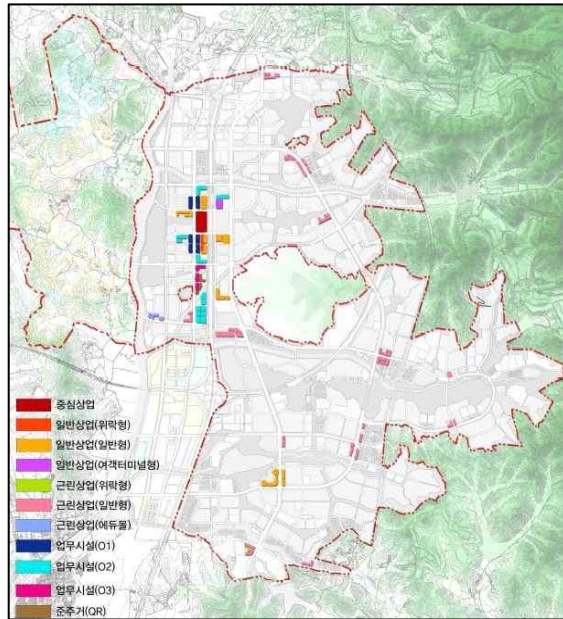 중심상업
일반상업(위락형)
일반상업(일반형)
일반상업(여객터미널형)
근린상업(위락형)
근린상업(일반형)
근린상업(에듀몰)
업무시설(O1)
업무시설(O2)
업무시설(O3)
준주거(QR)